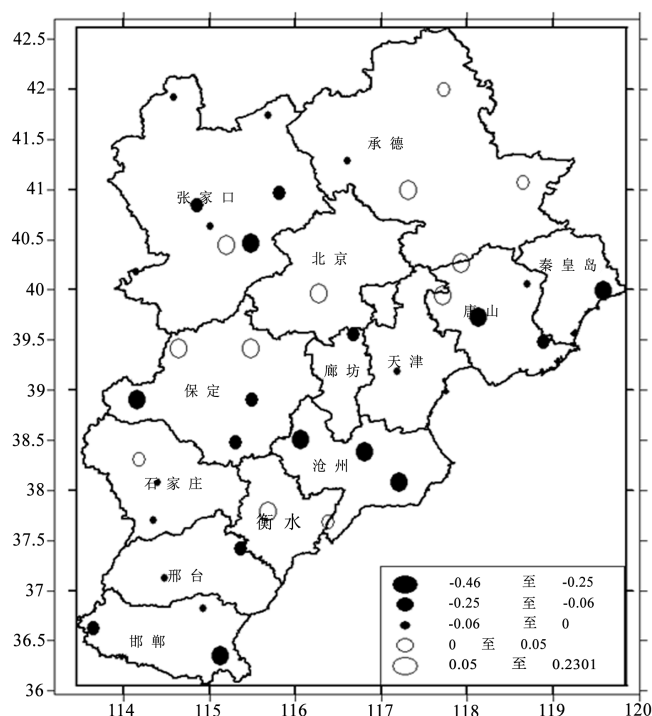 42.5
42
41.5
41
40.5
40
39.5
39
38.5
38
37.5
37
36.5
36
承 德
张 家 口
北 京
秦 皇 岛
唐 山
天 津
廊 坊
保 定
沧 州
石 家 庄
衡 水
邢 台
邯 郸
-0.46 至 -0.25
-0.25 至 -0.06
-0.06 至 0
0 至 0.05
0.05 至 0.2301
114 115 116 117 118 119 120